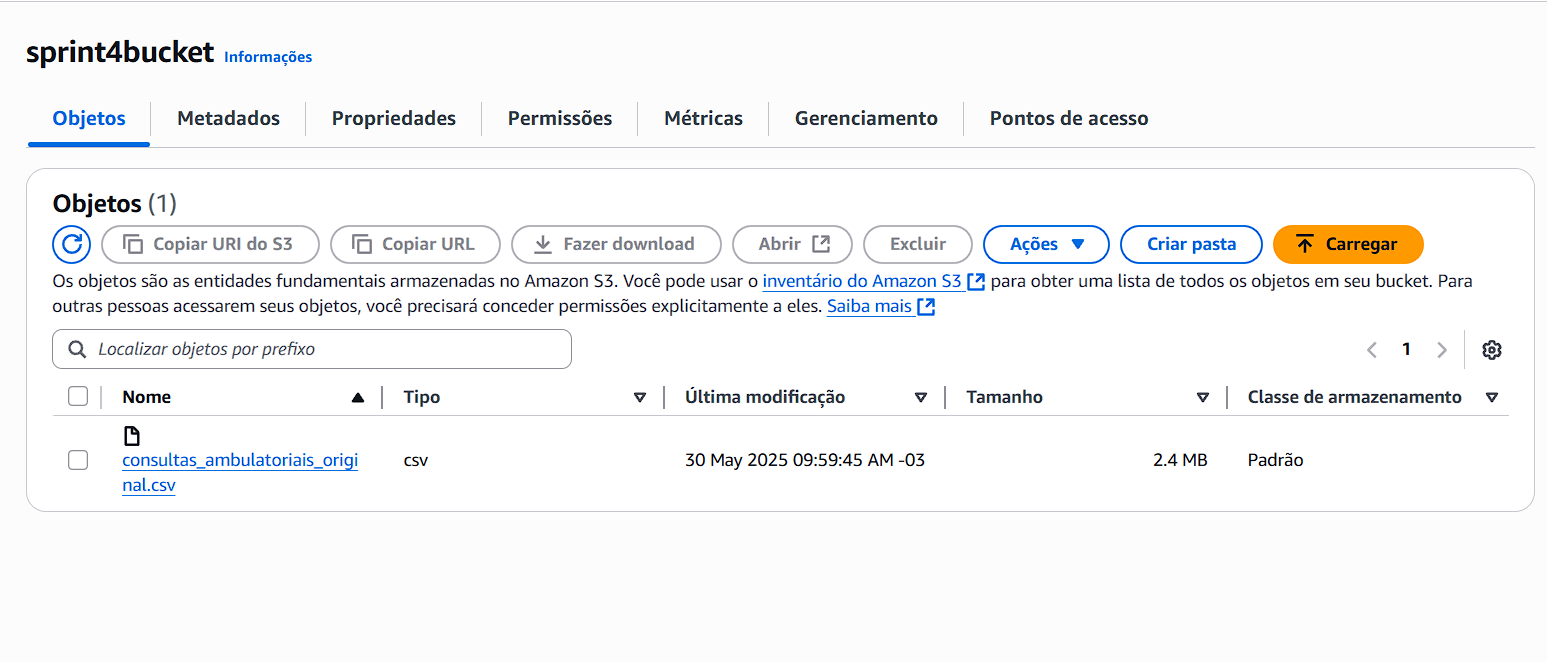 sprint4bucket Informações
Objetos Metadados Propriedades Permissões Métricas Gerenciamento Pontos de acesso
Objetos (1)
Copiar URI do S3 Copiar URL Fazer download Abrir Excluir Ações Criar pasta Carregar
Os objetos são as entidades fundamentais armazenadas no Amazon S3. Você pode usar o inventário do Amazon S3 para obter uma lista de todos os objetos em seu bucket. Para
outras pessoas acessarem seus objetos, você precisará conceder permissões explicitamente a eles. Saiba mais
Localizar objetos por prefixo 1
Nome Tipo Última modificação Tamanho Classe de armazenamento
consultas_ambulatoriais_origi csv 30 May 2025 09:59:45 AM -03 2.4 MB Padrão
nal.csv